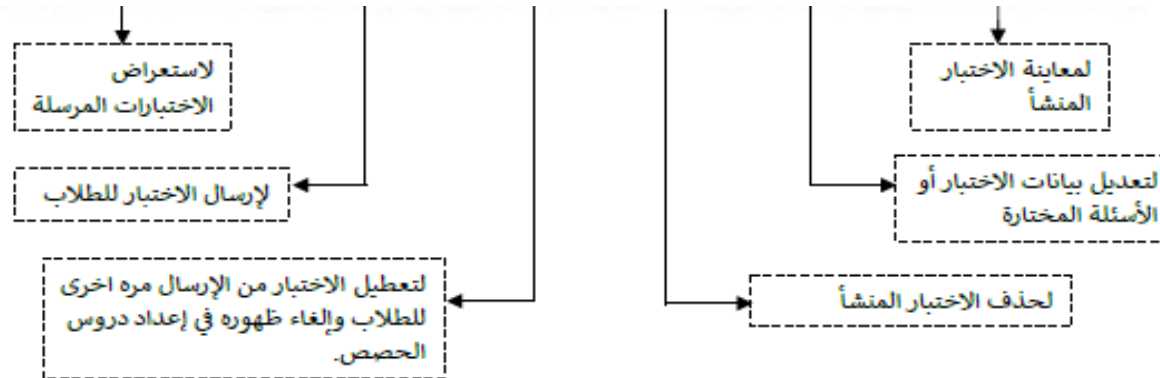 لمعاينة الاختبار
المنشأ
لاستعراض
الاختبارات المرسلة
لتعديل بيانات الاختبار أو
الأسئلة المختارة
لإرسال الاختبار للطلاب
لحذف الاختبار المنشأ
لتعطيل الاختبار من الإرسال مره اخرى
للطلاب وإلغاء ظهوره في إعداد دروس
الحصص.